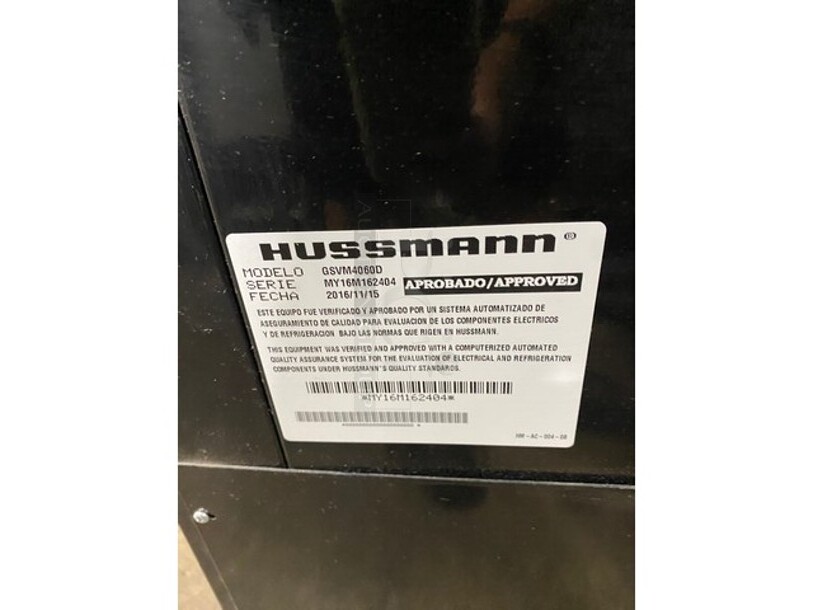 HUSSMANN®
MODELO GSVM4060D
SERIE MY16M162404 APROBADO/APPROVED
FECHA 2016/11/15
ESTE EQUIPO FUE VERIFICADO Y APROBADO POR UN SISTEMA AUTOMATIZADO DE
ASEGURAMIENTO DE CALIDAD PARA EVALUACION DE LOS COMPONENTES ELECTRICOS
Y DE REFRIGERACION BAJO LAS NORMAS QUE RIGEN EN HUSSMANN.
THIS EQUIPMENT WAS VERIFIED AND APPROVED WITH A COMPUTERIZED AUTOMATED
QUALITY ASSURANCE SYSTEM FOR THE EVALUATION OF ELECTRICAL AND REFRIGERATION
COMPONENTS UNDER HUSSMANN'S QUALITY STANDARDS.
*MY16M162404*